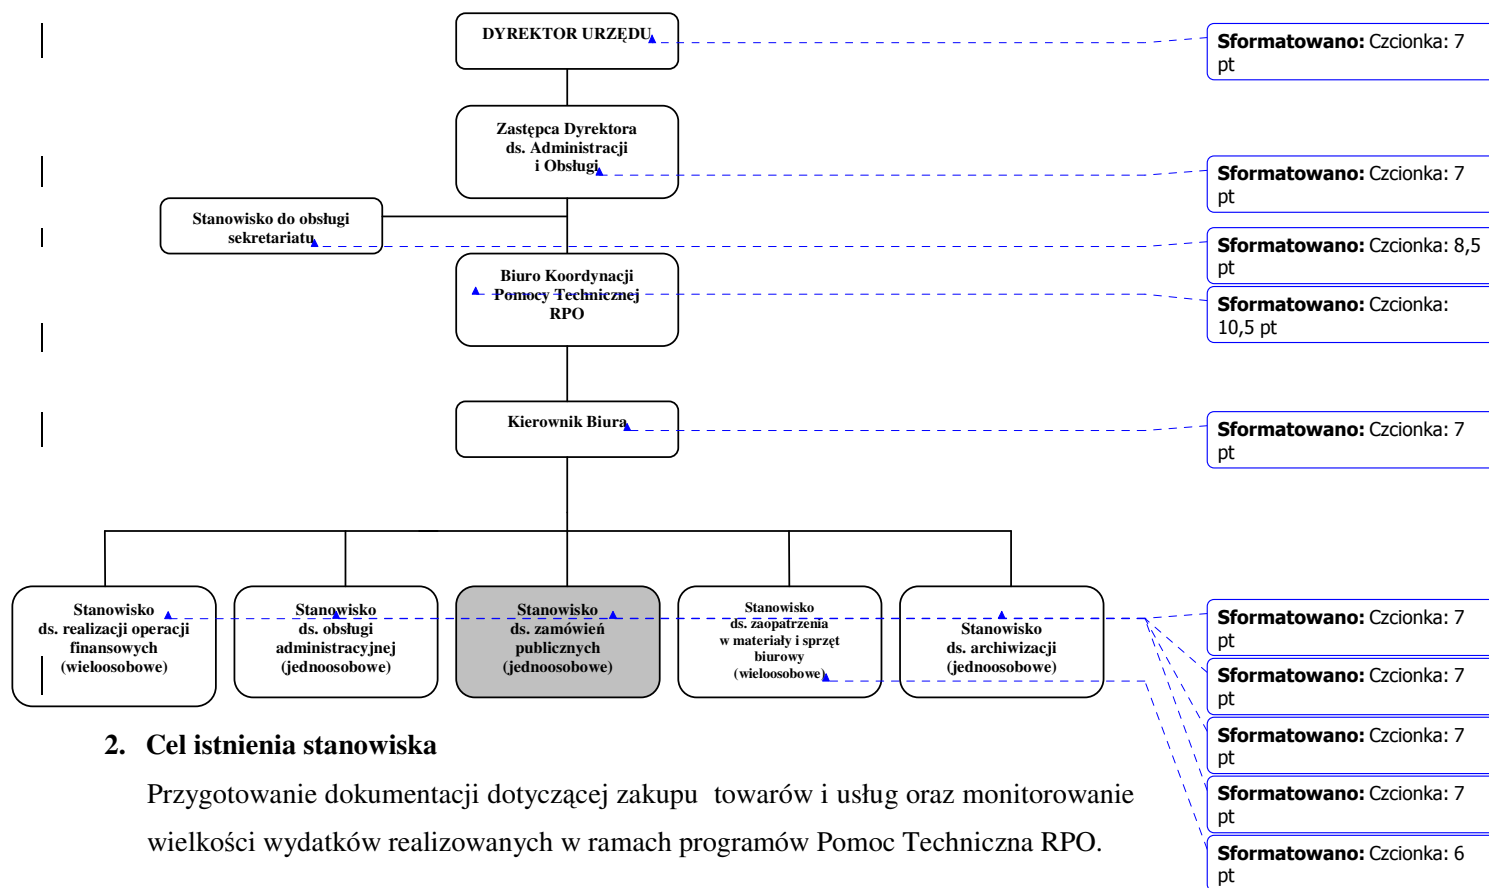 DYREKTOR URZĘDU
Sformatowano: Czcionka: 7
pt
Zastępca Dyrektora
ds. Administracji
i Obsługi
Sformatowano: Czcionka: 7
pt
Stanowisko do obsługi
sekretariatu
Sformatowano: Czcionka: 8,5
pt
Biuro Koordynacji
Pomocy Technicznej
RPO
Sformatowano: Czcionka:
10,5 pt
Kierownik Biura
Sformatowano: Czcionka: 7
pt
Stanowisko
ds. realizacji operacji
finansowych
(wieloosobowe)
Stanowisko
ds. obsługi
administracyjnej
(jednoosobowe)
Stanowisko
ds. zamówień
publicznych
(jednoosobowe)
Stanowisko
ds. zaopatrzenia
w materiały i sprzęt
biurowy
(wieloosobowe)
Stanowisko
ds. archiwizacji
(jednoosobowe)
Sformatowano: Czcionka: 7
pt
Sformatowano: Czcionka: 7
pt
Sformatowano: Czcionka: 7
pt
Sformatowano: Czcionka: 7
pt
Sformatowano: Czcionka: 6
pt
2. Cel istnienia stanowiska
Przygotowanie dokumentacji dotyczącej zakupu towarów i usług oraz monitorowanie
wielkości wydatków realizowanych w ramach programów Pomoc Techniczna RPO.